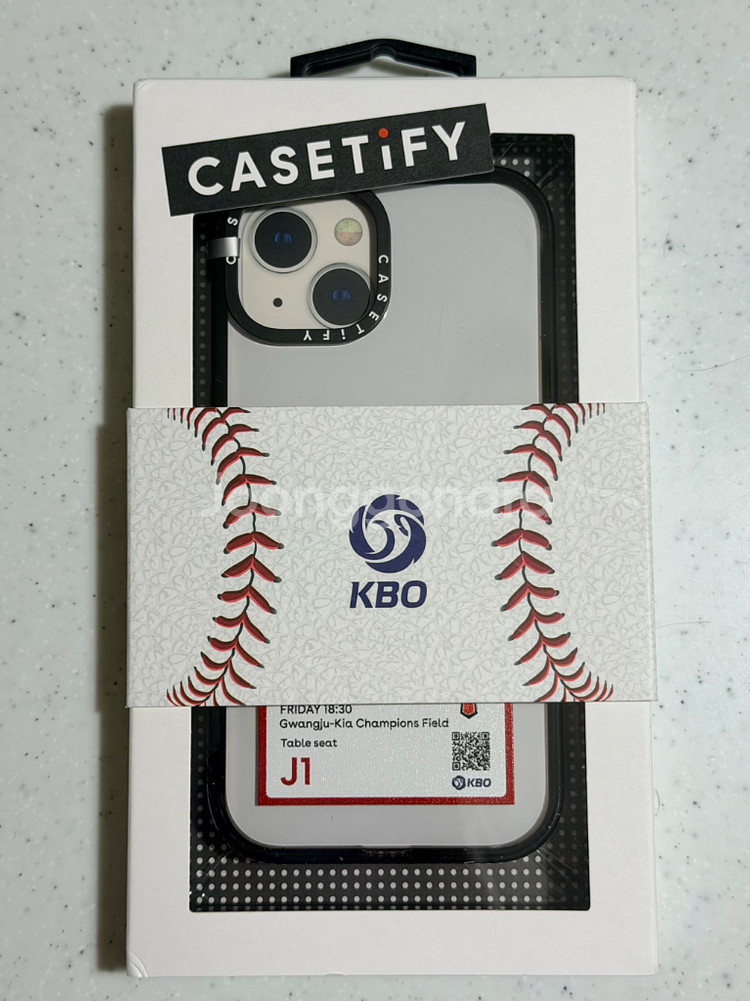 CASETiFY
CASETiFY
KBO
FRIDAY 18:30
Gwangju-Kia Champions Field
Table seat
J1
KBO